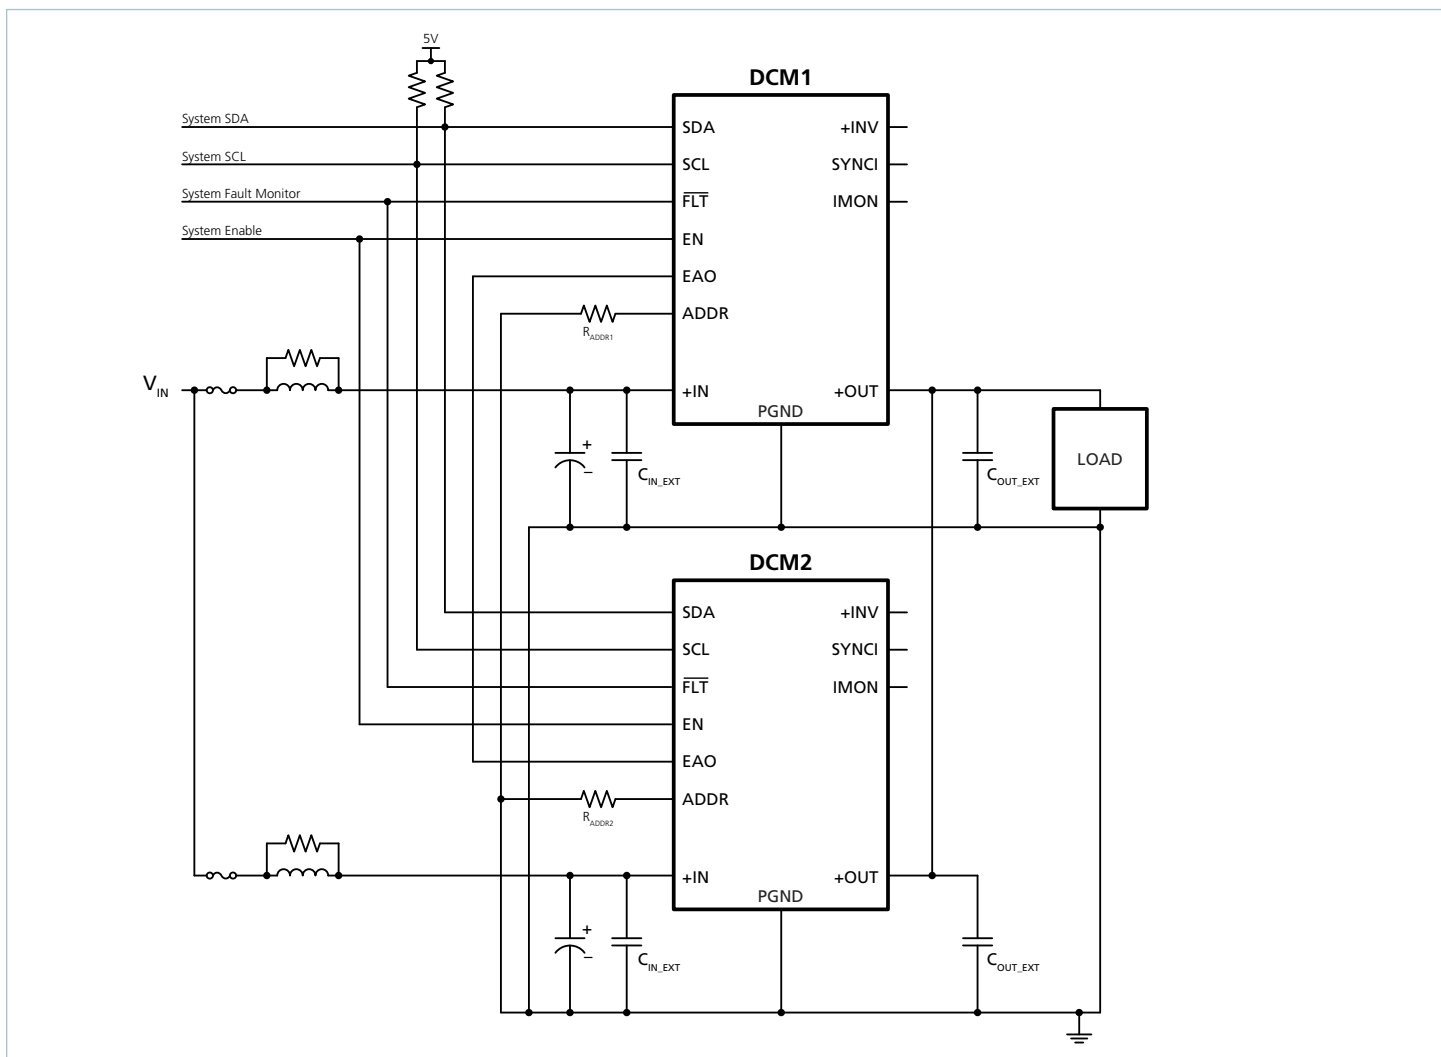 5V
DCM1
System SDA
System SCL
System Fault Monitor
System Enable
SDA
SCL
FLT
EN
EAO
ADDR
+IN
+INV
SYNCI
IMON
+OUT
PGND
RADDR1
VIN
+
–
CIN_EXT
COUT_EXT
LOAD
DCM2
SDA
SCL
FLT
EN
EAO
ADDR
+IN
+INV
SYNCI
IMON
+OUT
PGND
RADDR2
+
–
CIN_EXT
COUT_EXT